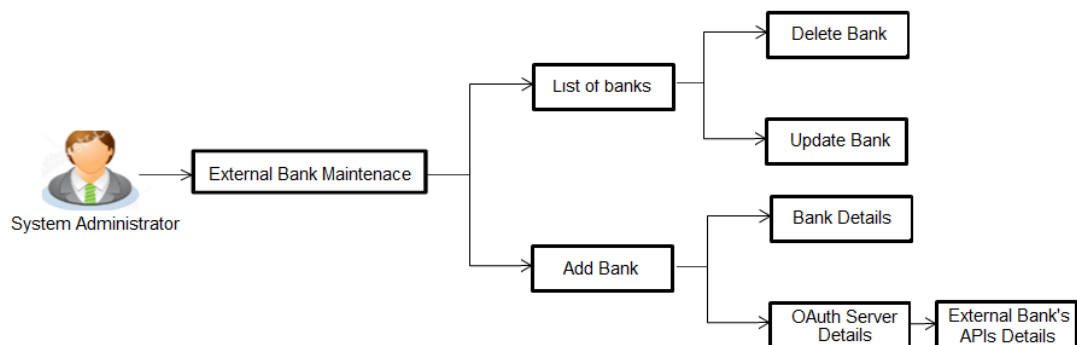 System Administrator
External Bank Maintenace
List of banks
Delete Bank
Update Bank
Add Bank
Bank Details
OAuth Server
Details
External Bank's
APIs Details